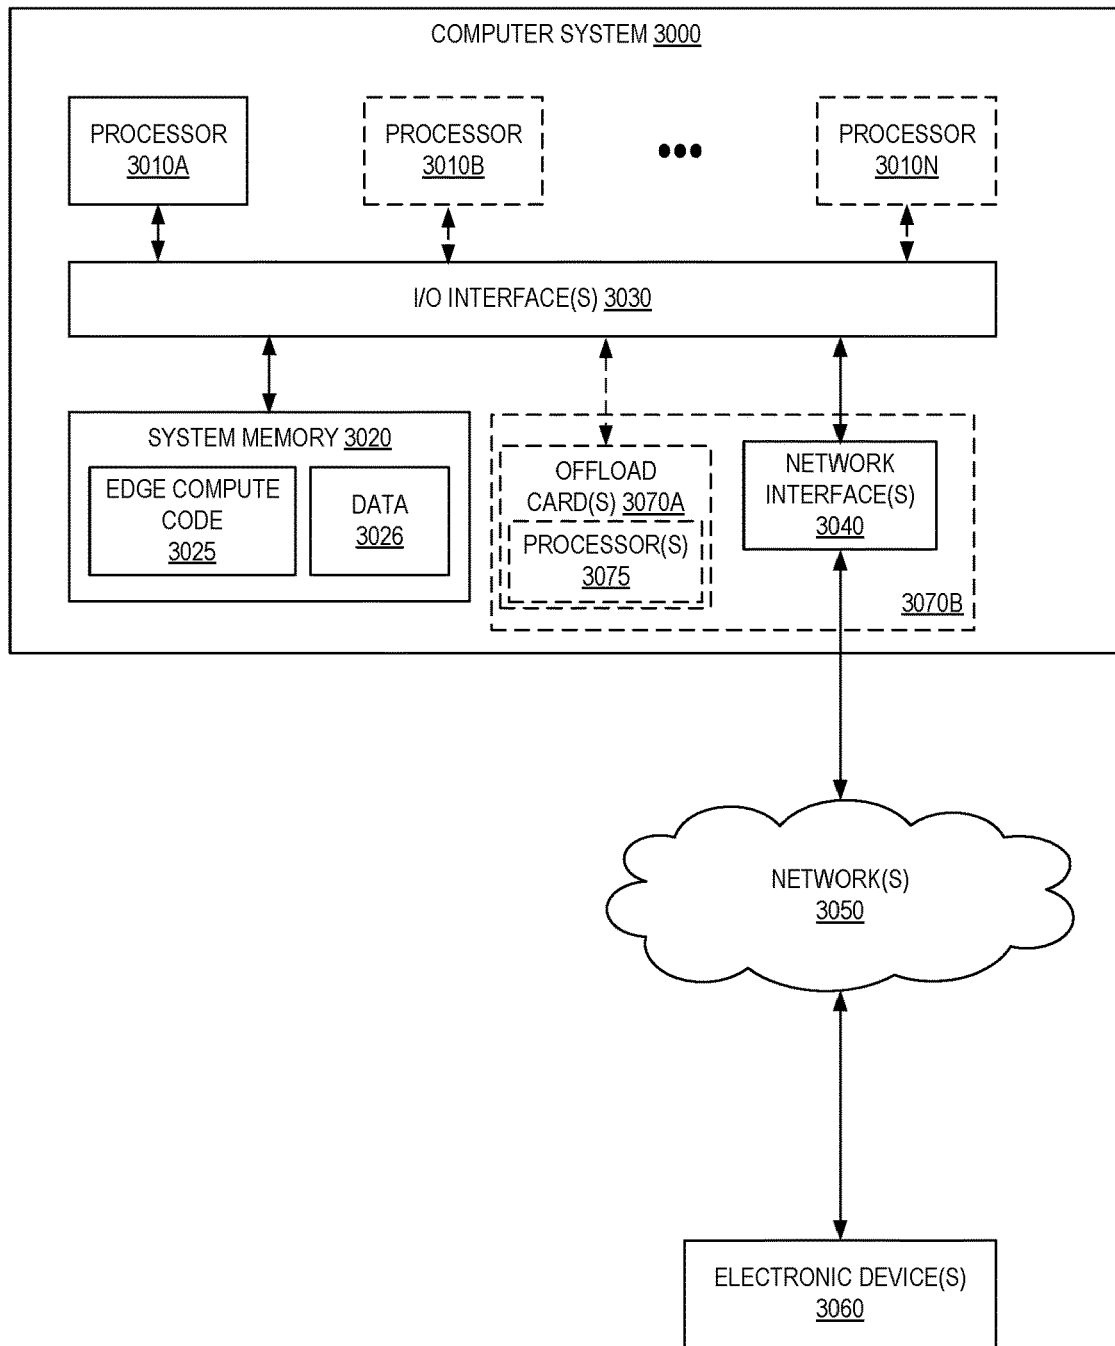 COMPUTER SYSTEM 3000
PROCESSOR
3010A
PROCESSOR
3010B
PROCESSOR
3010N
I/O INTERFACE(S) 3030
SYSTEM MEMORY 3020
EDGE COMPUTE
CODE
3025
DATA
3026
OFFLOAD
CARD(S) 3070A
PROCESSOR(S)
3075
NETWORK
INTERFACE(S)
3040
3070B
NETWORK(S)
3050
ELECTRONIC DEVICE(S)
3060